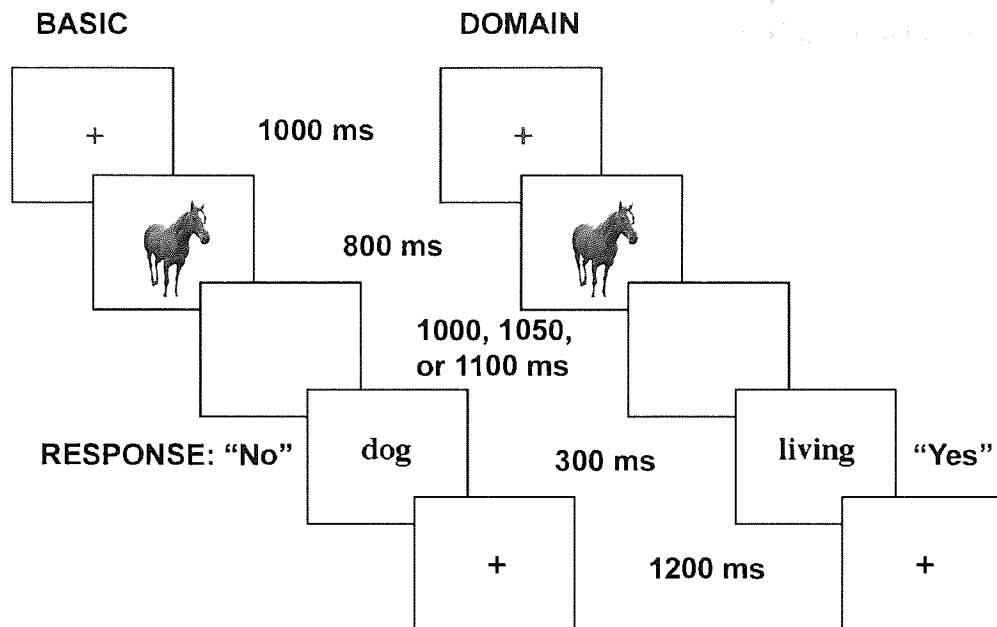 BASIC
DOMAIN
+
1000 ms
+
800 ms
1000, 1050,
or 1100 ms
RESPONSE: “No”
dog
300 ms
living
“Yes”
+
1200 ms
+